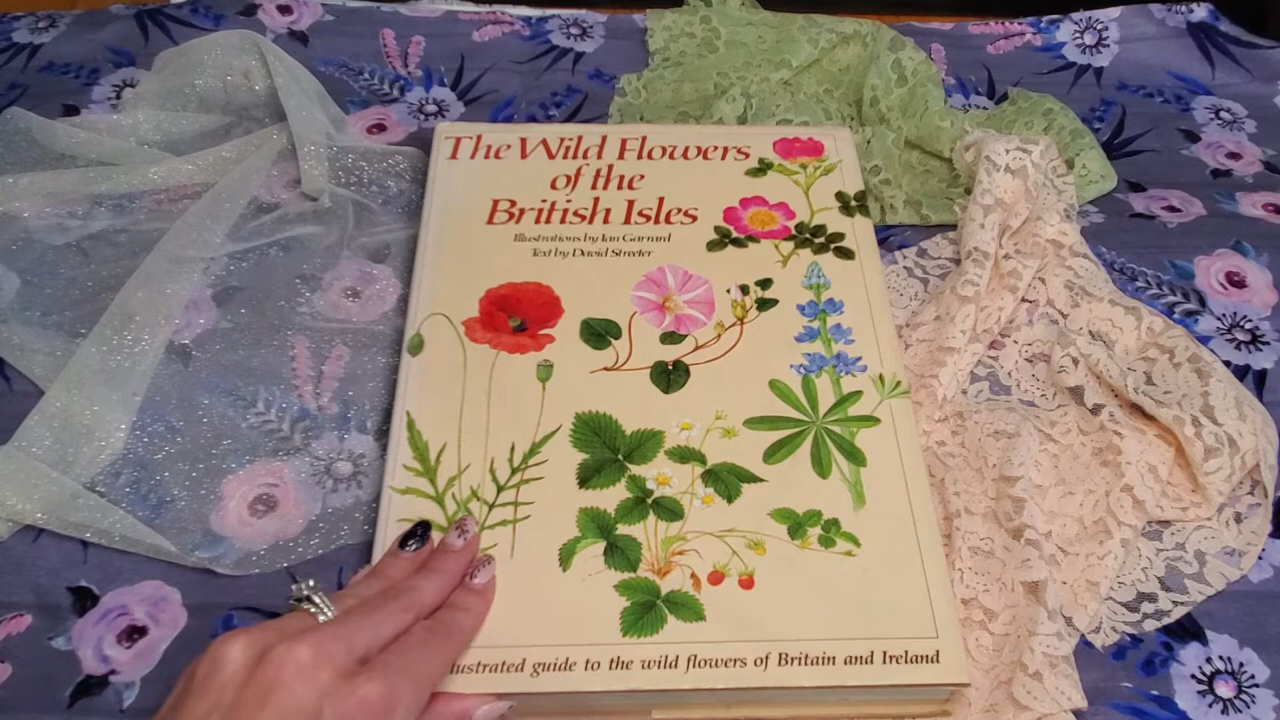 The Wild Flowers
of the
British Isles
Illustrations by Ian Garrard
Text by David Streeter
guide to the wild flowers of Britain and Ireland